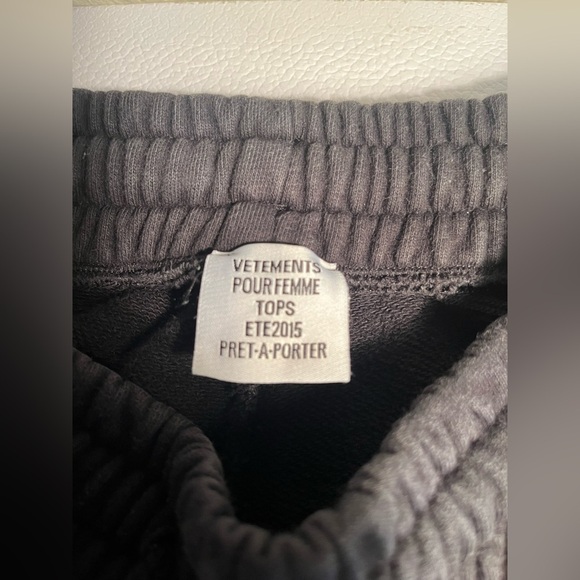 VETEMENTS
POUR FEMME
TOPS
ETE2015
PRET-A-PORTER